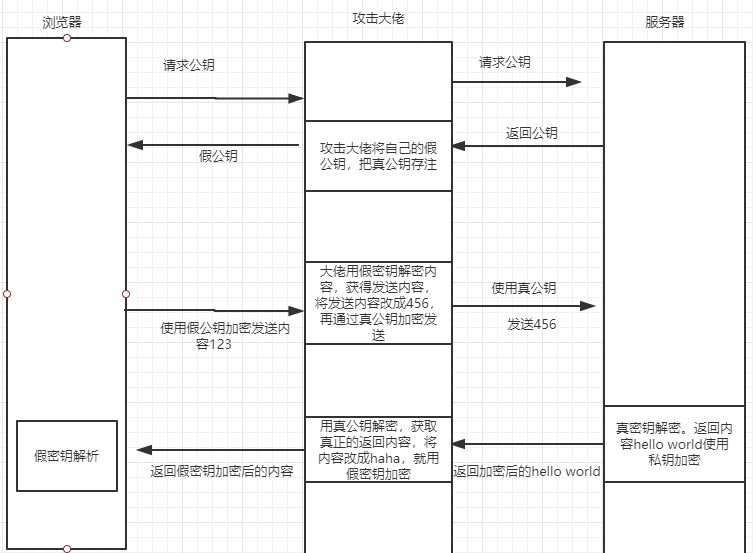 浏览器
攻击大佬
服务器
请求公钥
请求公钥
返回公钥
假公钥
攻击大佬将自己的假
公钥，把真公钥存注
大佬用假密钥解密内
容，获得发送内容，
将发送内容改成456，
再通过真公钥加密发
送
使用真公钥
发送456
使用假公钥加密发送内
容123
用真公钥解密，获取
真正的返回内容，将
内容改成haha，就用
假密钥加密
真密钥解密。返回内
容hello world使用
私钥加密
返回加密后的hello world
返回假密钥加密后的内容
假密钥解析